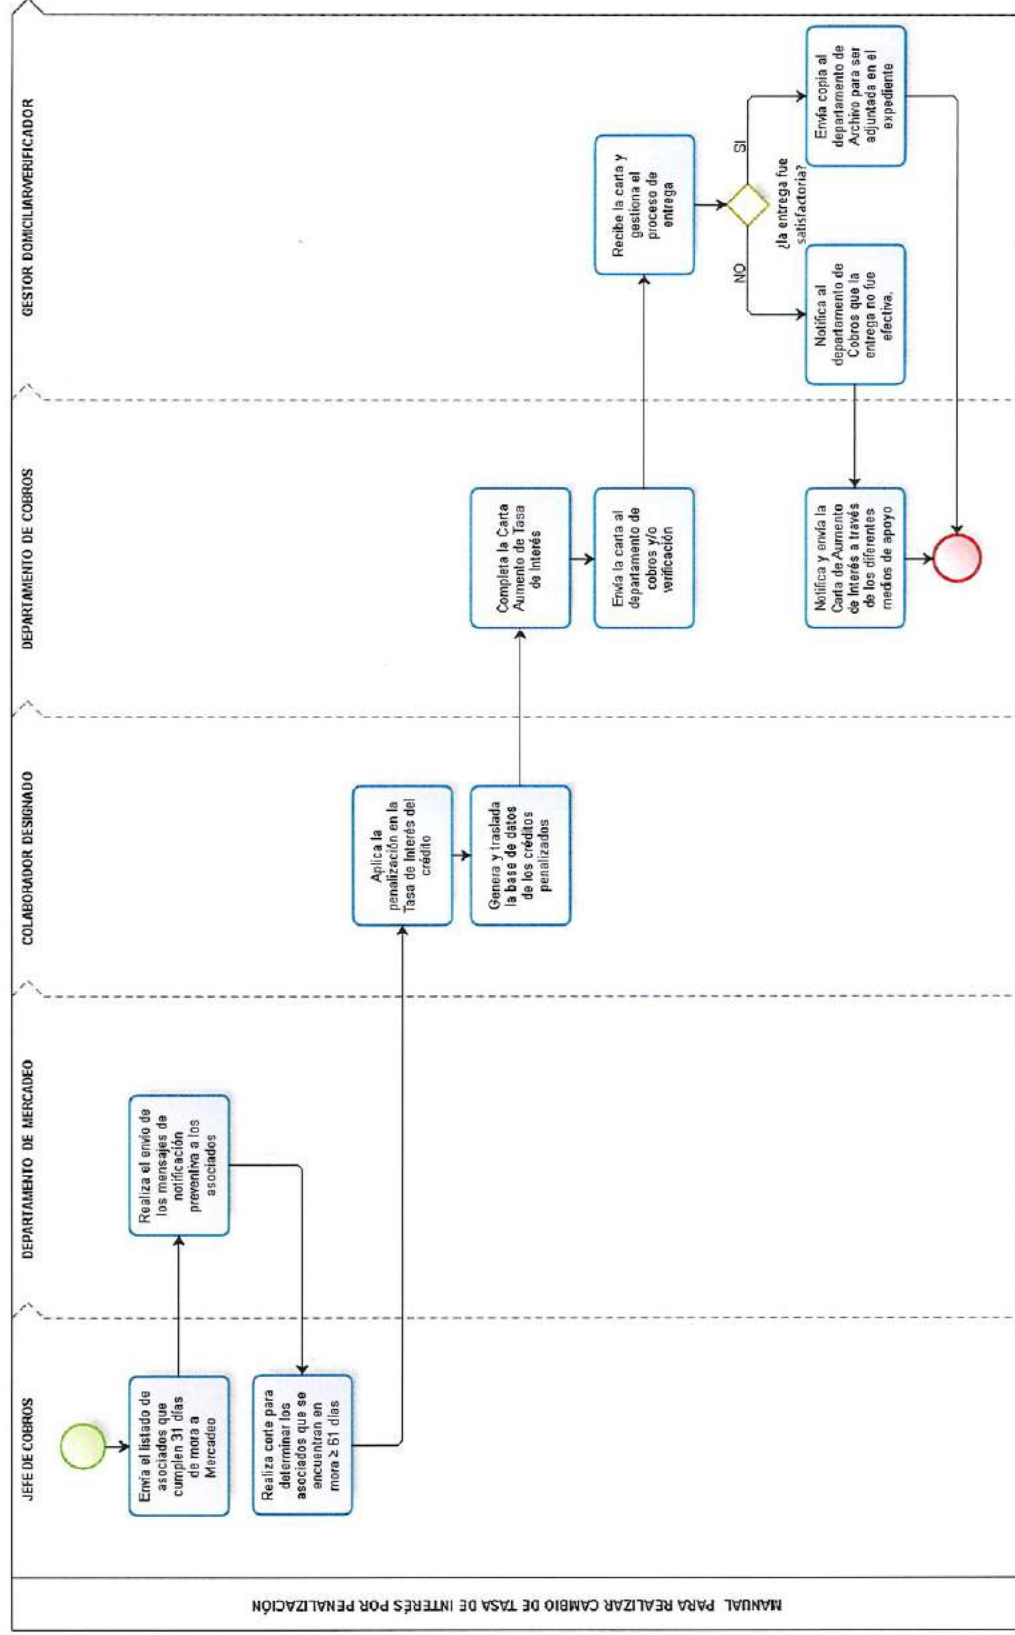 MANUAL PARA REALIZAR CAMBIO DE TASA DE INTERÉS POR PENALIZACIÓN
JEFE DE COBROS
DEPARTAMENTO DE MERCADEO
COLABORADOR DESIGNADO
DEPARTAMENTO DE COBROS
GESTOR DOMICILIAR/VERIFICADOR
Envía el listado de
asociados que
cumplen 31 días
de mora a
Mercadeo
Realiza el envío de
los mensajes de
notificación
preventiva a los
asociados
Realiza corte para
determinar los
asociados que se
encuentran en
mora ≥ 61 días
Aplica la
penalización en la
Tasa de Interés del
crédito
Genera y traslada
la base de datos
de los créditos
penalizados
Completa la Carta
Aumento de Tasa
de Interés
Envía la carta al
departamento de
cobros y/o
verificación
Recibe la carta y
gestiona el
proceso de
entrega
¿la entrega fue
satisfactoria?
NO
SI
Notifica al
departamento de
Cobros que la
entrega no fue
efectiva.
Envía copia al
departamento de
Archivo para ser
adjuntada en el
expediente
Notifica y envía la
Carta de Aumento
de Interés a través
de los diferentes
medios de apoyo